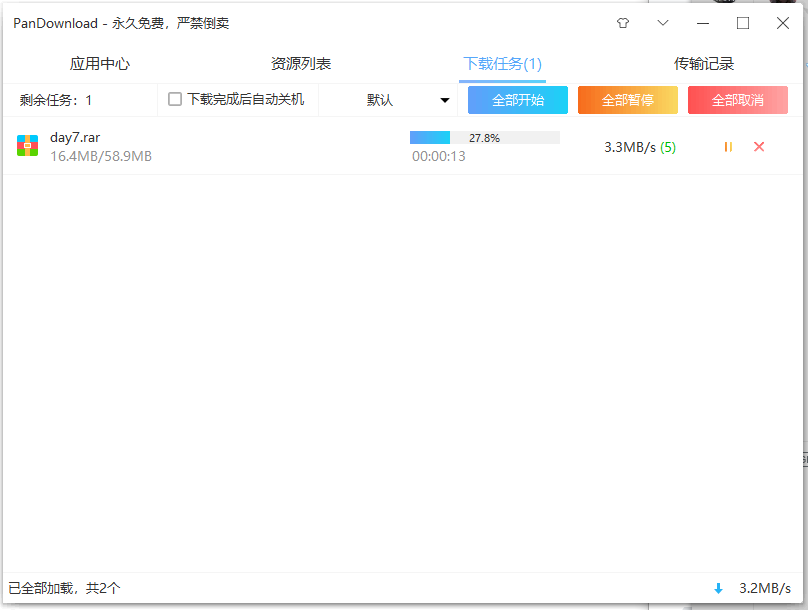 PanDownload - 永久免费，严禁倒卖
应用中心 资源列表 下载任务(1) 传输记录
剩余任务：1 下载完成后自动关机 默认 全部开始 全部暂停 全部取消
day7.rar 27.8% 3.3MB/s (5)
16.4MB/58.9MB 00:00:13
已全部加载，共2个 3.2MB/s